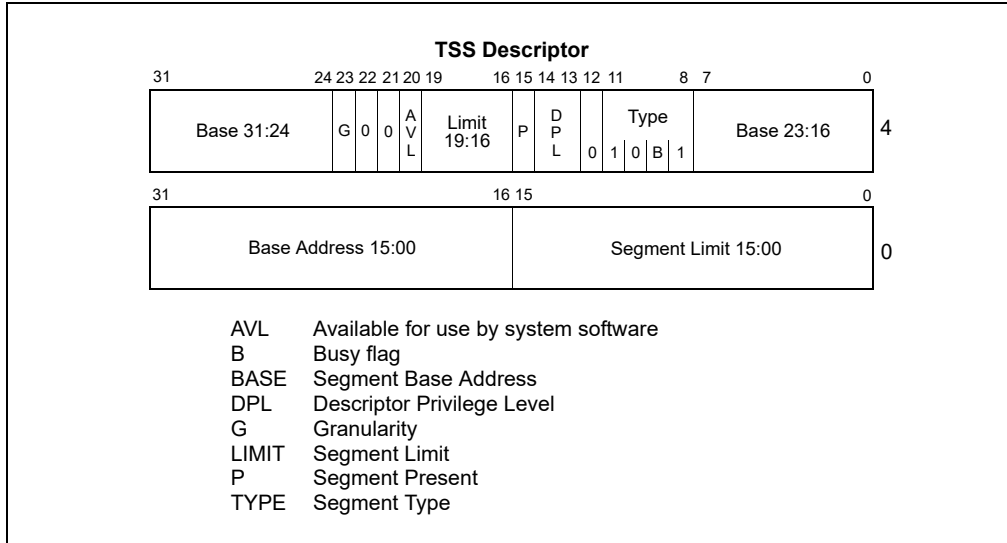 TSS Descriptor
31 24 23 22 21 20 19 16 15 14 13 12 11 8 7 0
Base 31:24 G 0 0 AVL Limit 19:16 P DPL 0 Type 1 0 B 1 Base 23:16 4
31 16 15 0
Base Address 15:00 Segment Limit 15:00 0
AVL Available for use by system software
B Busy flag
BASE Segment Base Address
DPL Descriptor Privilege Level
G Granularity
LIMIT Segment Limit
P Segment Present
TYPE Segment Type